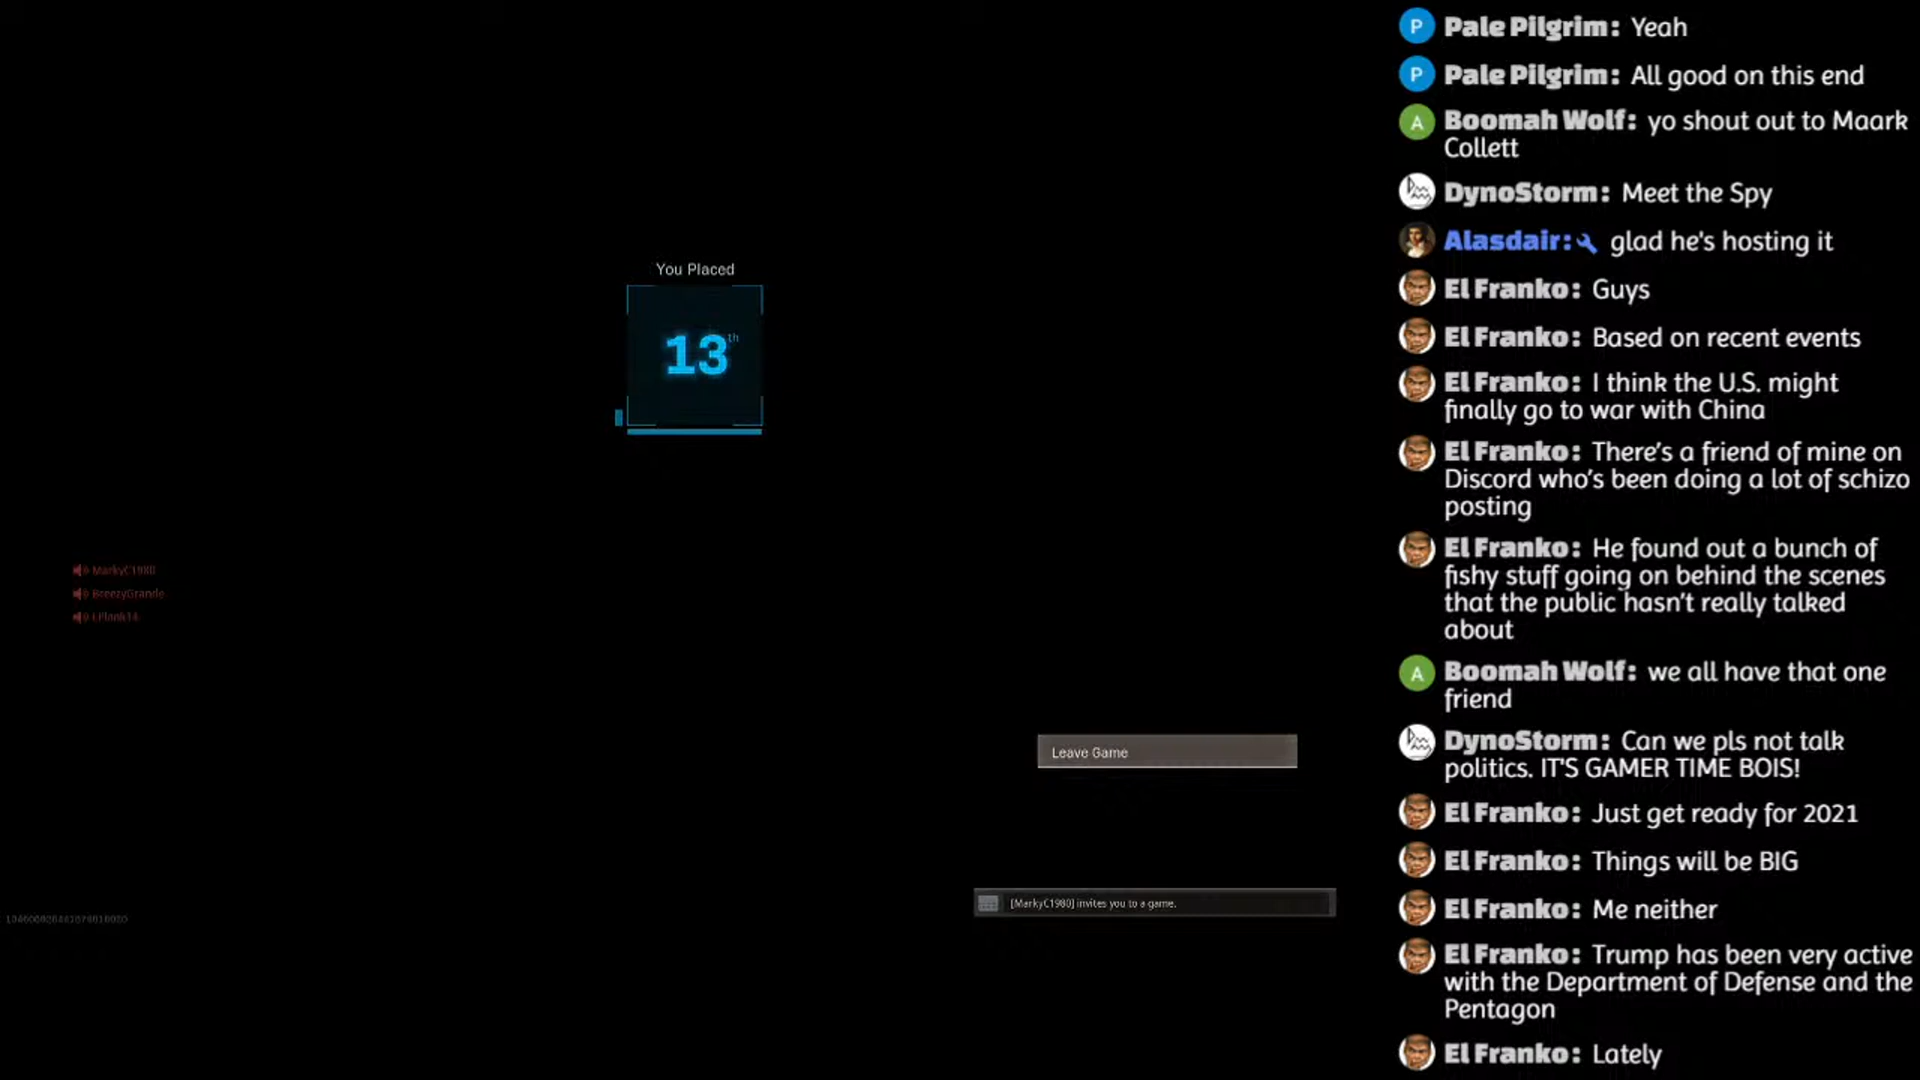 You Placed
13th
MarkyC1980
BreezyGrande
Leave Game
[MarkyC1980] invites you to a game.
P Pale Pilgrim: Yeah
P Pale Pilgrim: All good on this end
A Boomah Wolf: yo shout out to Maark
Collett
DynoStorm: Meet the Spy
Alasdair: glad he's hosting it
El Franko: Guys
El Franko: Based on recent events
El Franko: I think the U.S. might
finally go to war with China
El Franko: There's a friend of mine on
Discord who's been doing a lot of schizo
posting
El Franko: He found out a bunch of
fishy stuff going on behind the scenes
that the public hasn't really talked
about
A Boomah Wolf: we all have that one
friend
DynoStorm: Can we pls not talk
politics. IT'S GAMER TIME BOIS!
El Franko: Just get ready for 2021
El Franko: Things will be BIG
El Franko: Me neither
El Franko: Trump has been very active
with the Department of Defense and the
Pentagon
El Franko: Lately